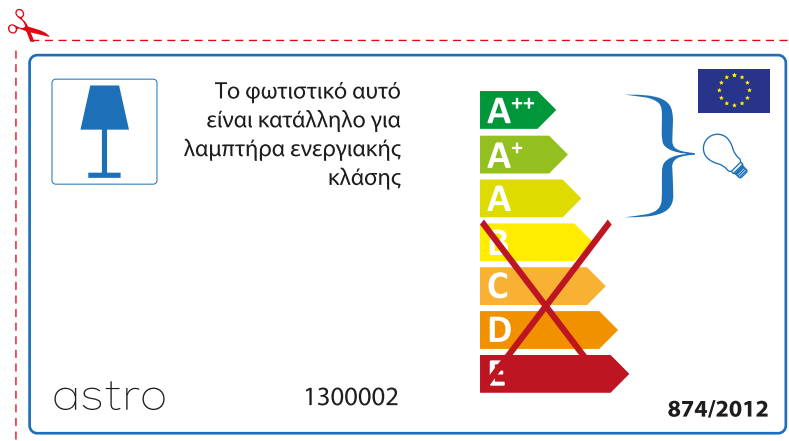 Το φωτιστικό αυτό
είναι κατάλληλο για
λαμπτήρα ενεργιακής
κλάσης
A++
A+
A
B
C
D
E
astro
1300002
874/2012